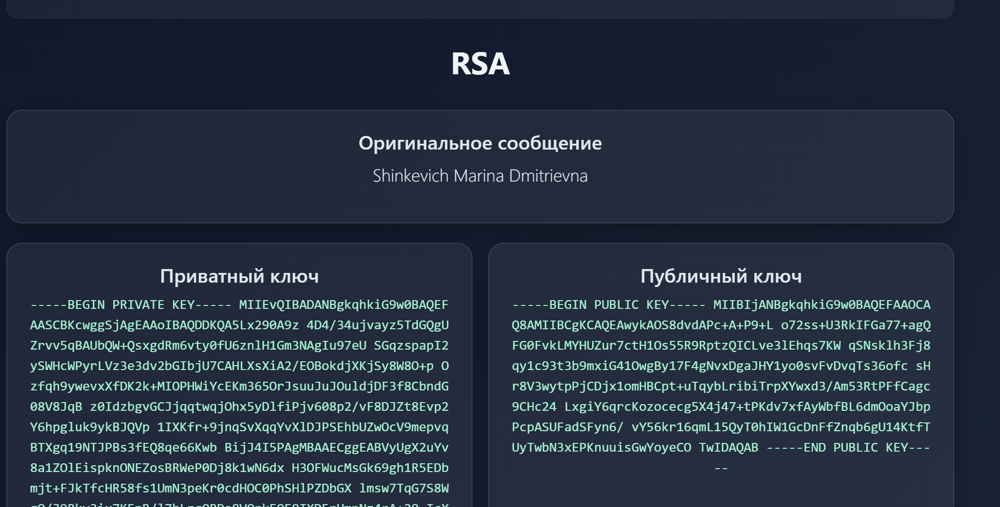 RSA
Оригинальное сообщение
Shinkevich Marina Dmitrievna
Приватный ключ
-----BEGIN PRIVATE KEY----- MIIEvQIBADANBgkqhkiG9w0BAQEF
AASCBKcwggSjAgEAAoIBAQDDKQA5Lx290A9z 4D4/34ujvayz5TdGQgU
Zrvv5qBAUbQW+QsxgdRm6vty0fU6znlH1Gm3NAgIu97eU SGqzspapI2
ySWHcWPyrLVz3e3dv2bGIbjU7CAHLXsXiA2/EOBokdjXKjSy8W8O+p O
zfqh9ywevxXfDK2k+MIOPHWiYcEKm365OrJsuuJuJOuldjDF3f8CbndG
08V8JqB z0IdzbgvGCJjqqtwqjOhx5yDlfiPjv608p2/vF8DJZt8Evp2
Y6hpgluk9ykBJQVp 1IXKfr+9jnqSvXqqYvXlDJPSEhbUZwOcV9mepvq
BTXgq19NTJPBs3fEQ8qe66Kwb BijJ4I5PAgMBAAECggEABVyUgX2uYv
8a1ZOlEispknONEZosBRWeP0Dj8k1wN6dx H3OFWucMsGk69gh1R5EDb
mjt+FJkTfcHR58fs1UmN3peKr0cdHOC0PhSHlPZDbGX lmsw7TqG7S8W
Публичный ключ
-----BEGIN PUBLIC KEY----- MIIBIjANBgkqhkiG9w0BAQEFAAOCA
Q8AMIIBCgKCAQEAwykAOS8dvdAPc+A+P9+L o72ss+U3RkIFGa77+agQ
FG0FvkLMYHUZur7ctH1Os55R9RptzQICLve3lEhqs7KW qSNsklh3Fj8
qy1c93t3b9mxiG41OwgBy17F4gNvxDgaJHY1yo0svFvDvqTs36ofc sH
r8V3wytpPjCDjx1omHBCpt+uTqybLribiTrpXYwxd3/Am53RtPFfCagc
9CHc24 LxgiY6qrcKozocecg5X4j47+tPKdv7xfAyWbfBL6dmOoaYJbp
PcpASUFadSFyn6/ vY56kr16qmL15QyT0hIW1GcDnFfZnqb6gU14KtfT
UyTwbN3xEPKnuuisGwYoyeCO TwIDAQAB -----END PUBLIC KEY---
--